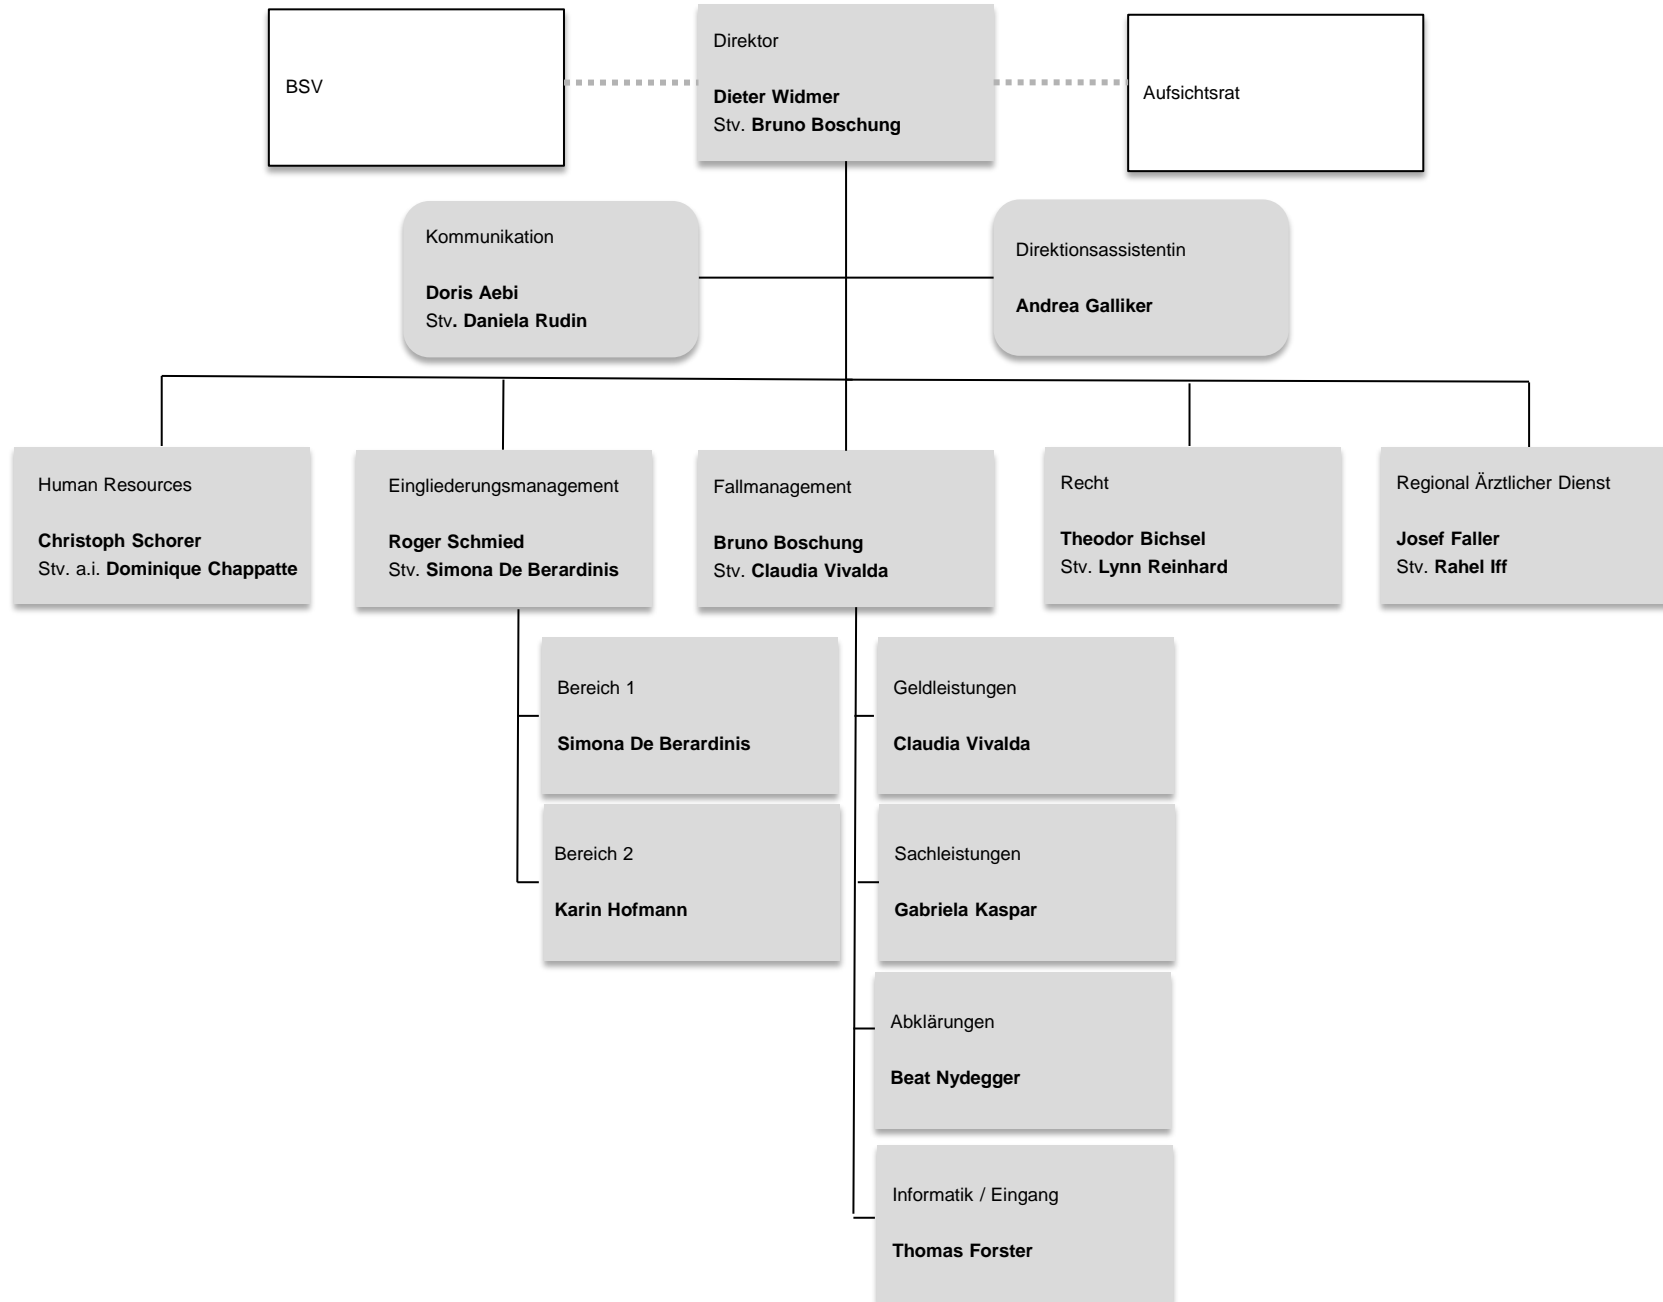 BSV
Direktor
Dieter Widmer
Stv. Bruno Boschung
Aufsichtsrat
Kommunikation
Doris Aebi
Stv. Daniela Rudin
Direktionsassistentin
Andrea Galliker
Human Resources
Christoph Schorer
Stv. a.i. Dominique Chappatte
Eingliederungsmanagement
Roger Schmied
Stv. Simona De Berardinis
Fallmanagement
Bruno Boschung
Stv. Claudia Vivalda
Recht
Theodor Bichsel
Stv. Lynn Reinhard
Regional Ärztlicher Dienst
Josef Faller
Stv. Rahel Iff
Bereich 1
Simona De Berardinis
Bereich 2
Karin Hofmann
Geldleistungen
Claudia Vivalda
Sachleistungen
Gabriela Kaspar
Abklärungen
Beat Nydegger
Informatik / Eingang
Thomas Forster